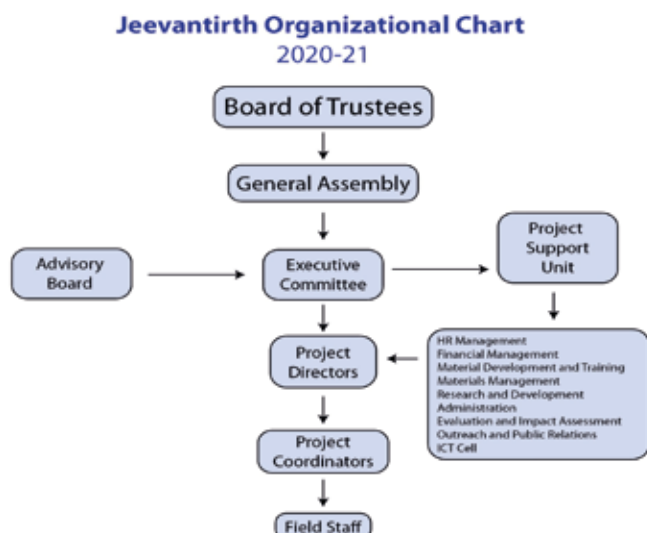 Jeevantirth Organizational Chart
2020-21
Board of Trustees
General Assembly
Advisory
Board
Executive
Committee
Project
Support
Unit
Project
Directors
HR Management
Financial Management
Material Development and Training
Materials Management
Research and Development
Administration
Evaluation and Impact Assessment
Outreach and Public Relations
ICT Cell
Project
Coordinators
Field Staff